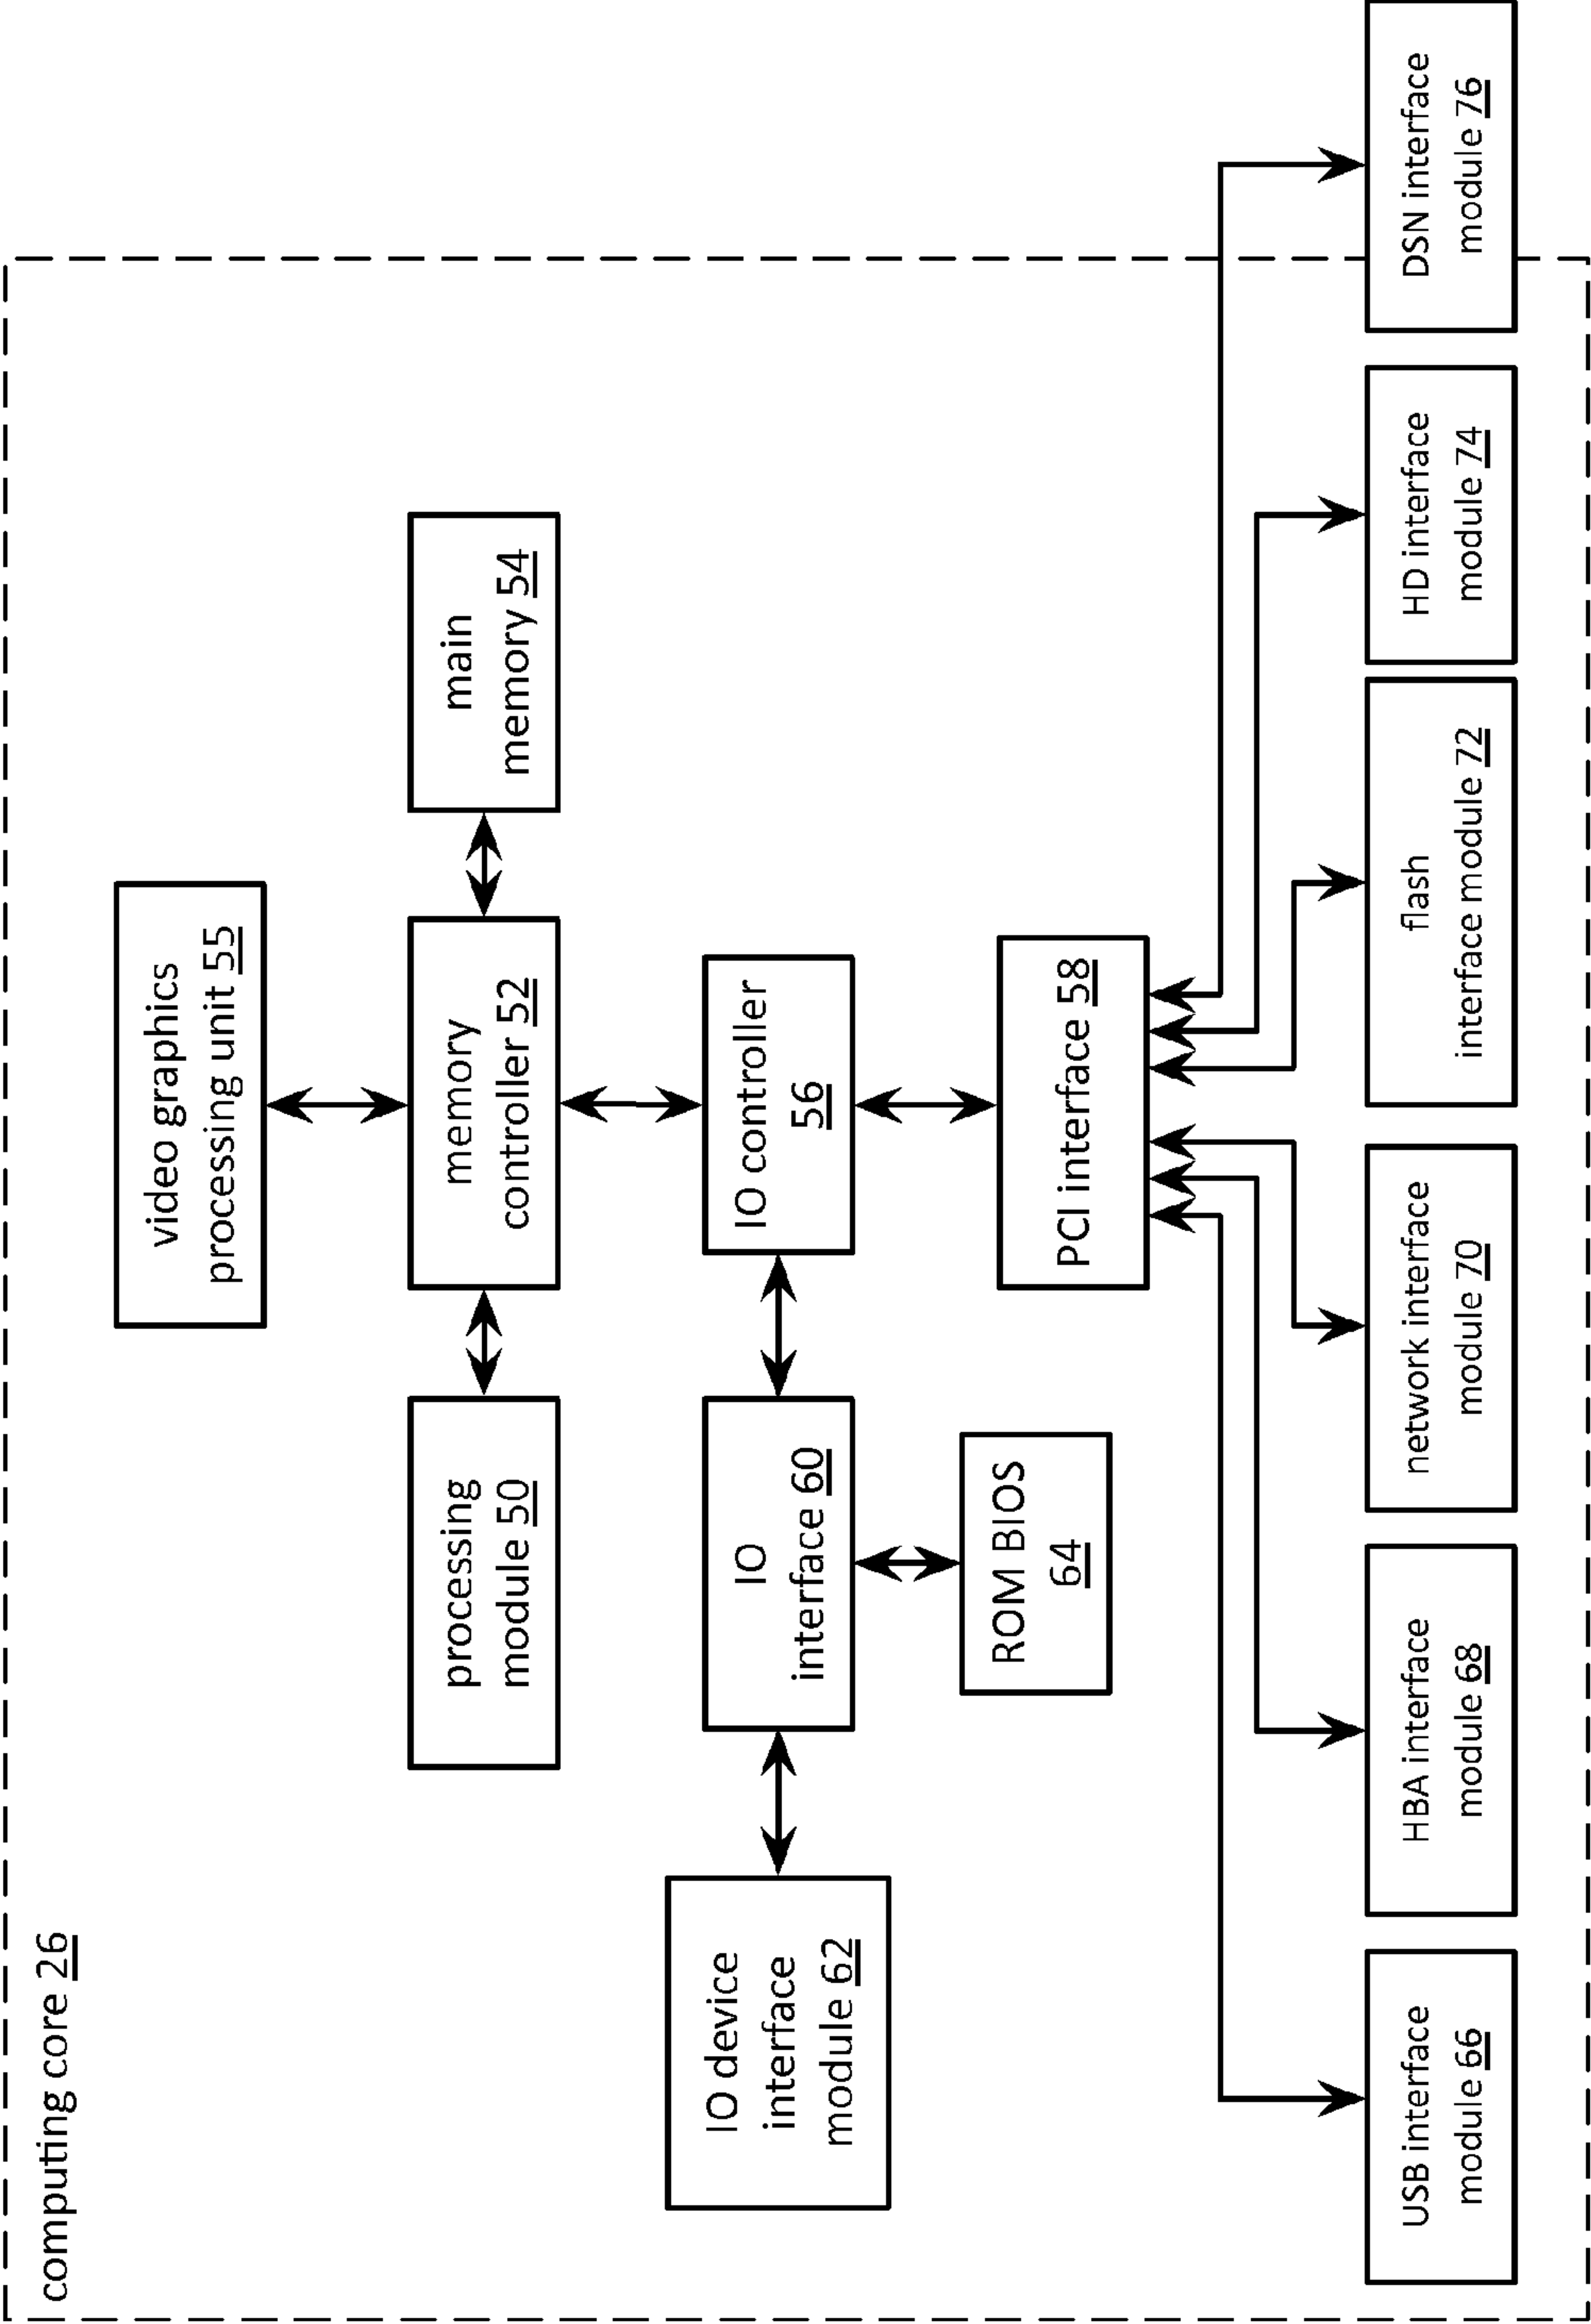 computing core 26
video graphics
processing unit 55
processing
module 50
memory
controller 52
main
memory 54
IO device
interface
module 62
IO
interface 60
IO controller
56
ROM BIOS
64
PCI interface 58
USB interface
module 66
HBA interface
module 68
network interface
module 70
flash
interface module 72
HD interface
module 74
DSN interface
module 76